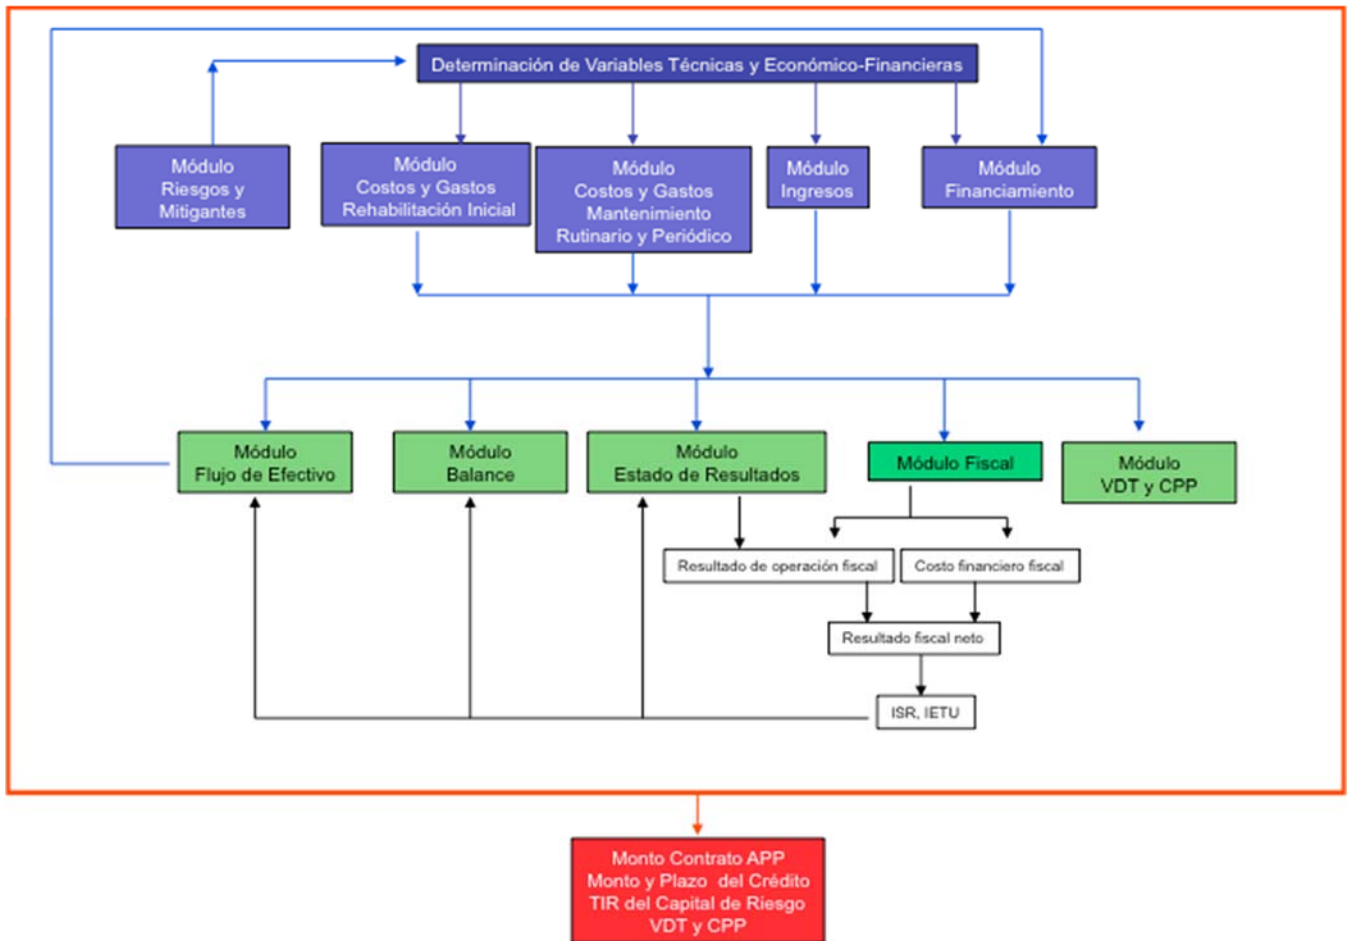 Determinación de Variables Técnicas y Económico-Financieras
Módulo
Riesgos y
Mitigantes
Módulo
Costos y Gastos
Rehabilitación Inicial
Módulo
Costos y Gastos
Mantenimiento
Rutinario y Periódico
Módulo
Ingresos
Módulo
Financiamiento
Módulo
Flujo de Efectivo
Módulo
Balance
Módulo
Estado de Resultados
Módulo Fiscal
Módulo
VDT y CPP
Resultado de operación fiscal
Costo financiero fiscal
Resultado fiscal neto
ISR, IETU
Monto Contrato APP
Monto y Plazo del Crédito
TIR del Capital de Riesgo
VDT y CPP